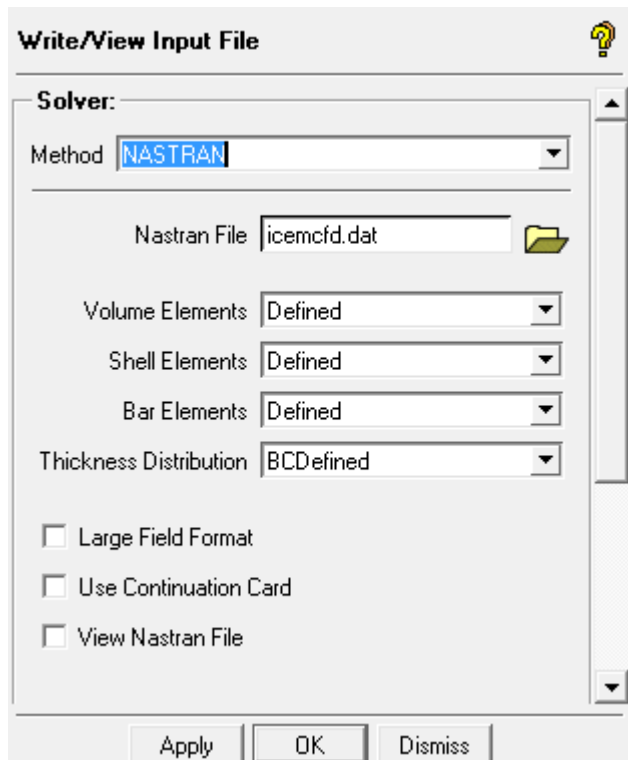 Write/View Input File
Solver:
Method NASTRAN
Nastran File icemcfd.dat
Volume Elements Defined
Shell Elements Defined
Bar Elements Defined
Thickness Distribution BCDefined
Large Field Format
Use Continuation Card
View Nastran File
Apply OK Dismiss